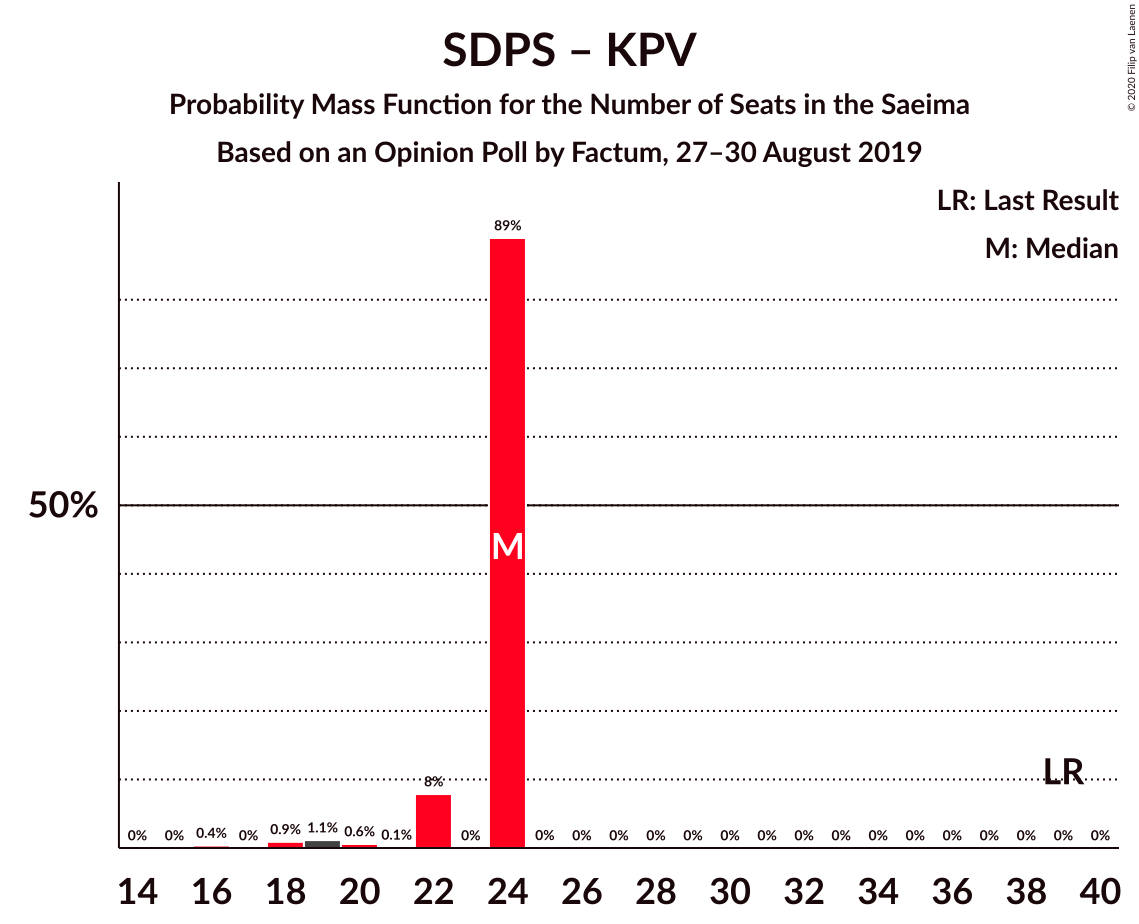 SDPS – KPV
Probability Mass Function for the Number of Seats in the Saeima
Based on an Opinion Poll by Factum, 27–30 August 2019
© 2020 Filip van Laenen
LR: Last Result
M: Median
89%
50%
M
LR
8%
0% 0% 0.4% 0% 0.9% 1.1% 0.6% 0.1% 0% 0% 0% 0% 0% 0% 0% 0% 0% 0% 0% 0% 0% 0% 0% 0% 0%
14 16 18 20 22 24 26 28 30 32 34 36 38 40